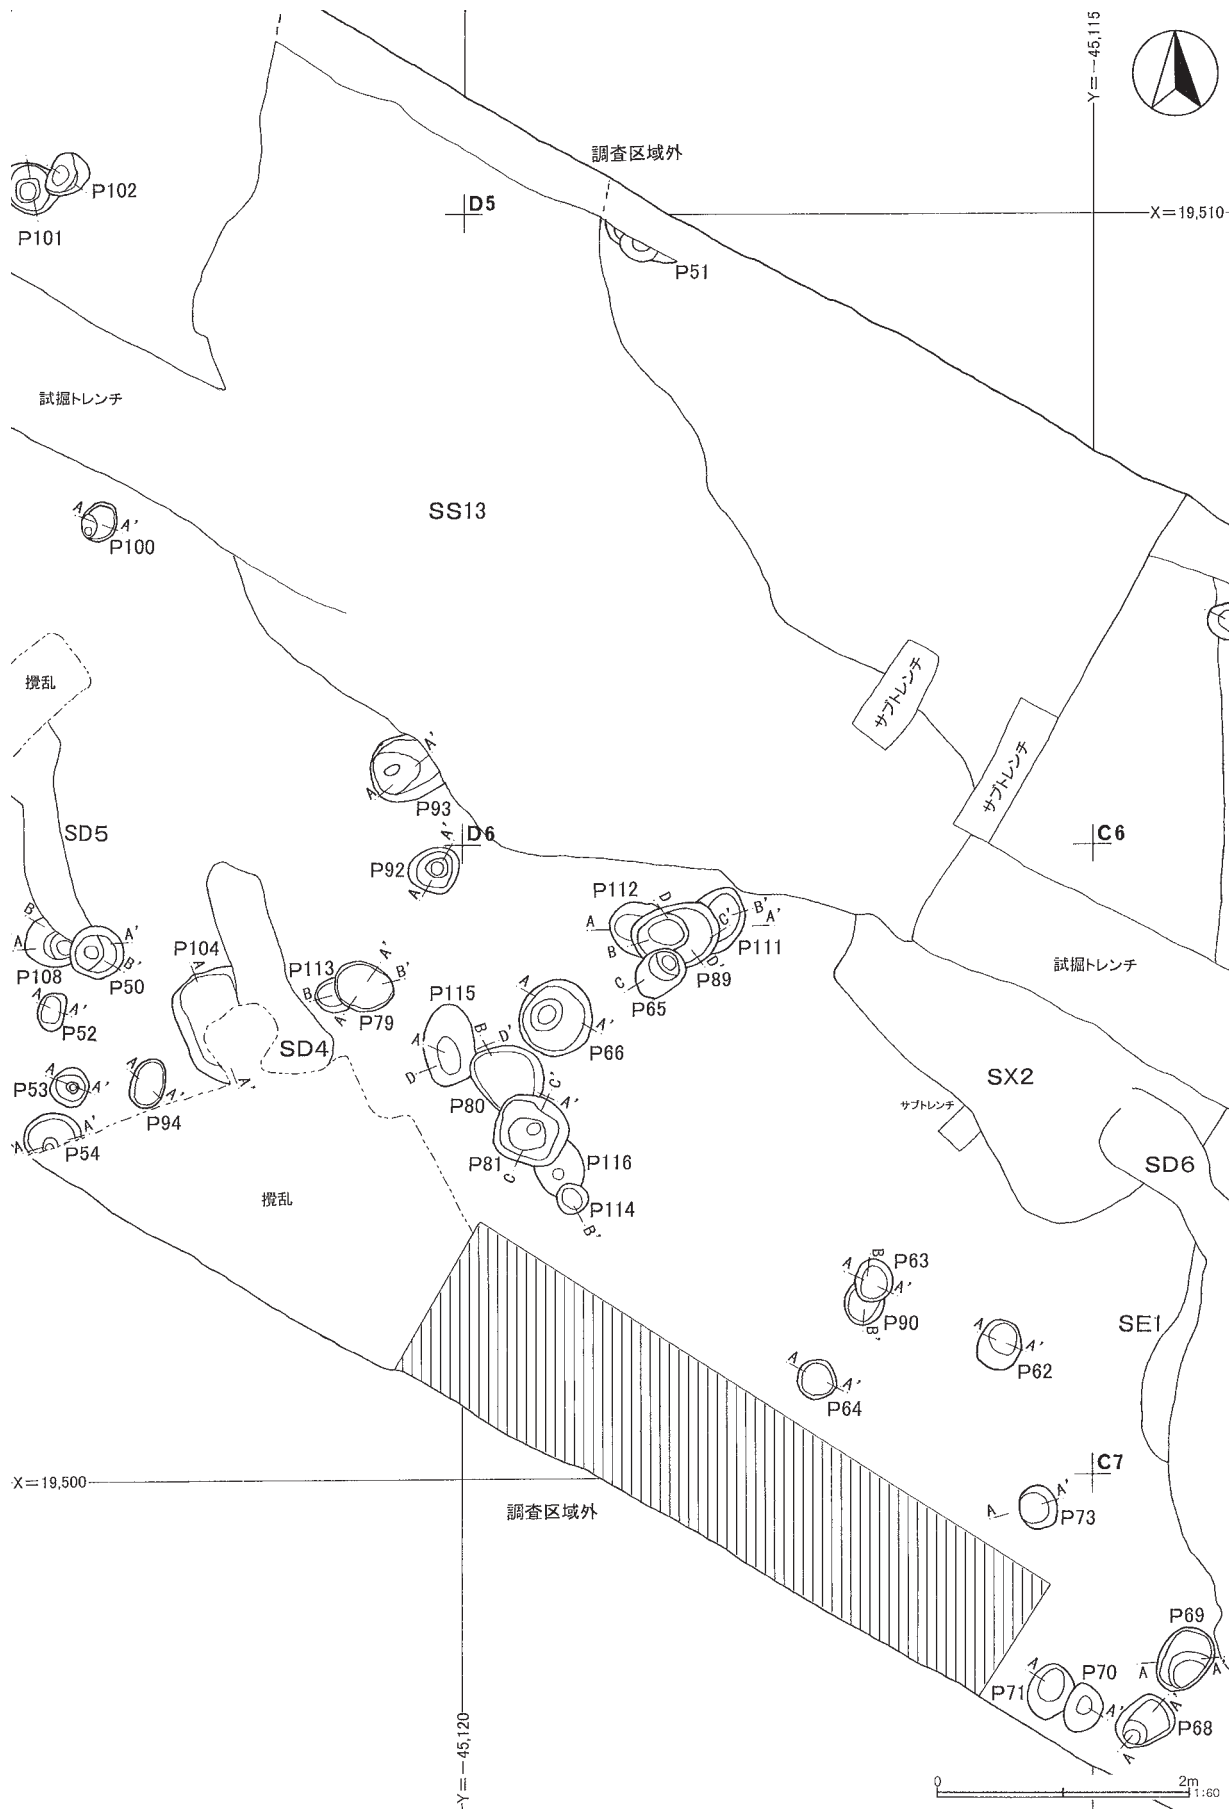 Y=−45,115
調査区域外
P102
D5
X=19,510
P101
P51
試掘トレンチ
SS13
A
A'
P100
サブトレンチ
攪乱
サブトレンチ
A'
A
P93
SD5
D6
C6
A'
P92
A
P112
D
B'
A
C'
A'
B
P111
D'
P89
C
P65
B
A
A'
P108
B'
P50
P104
A
試掘トレンチ
P113
A'
B'
B
A
P79
A
A'
P52
P115
A
B
D'
A
A'
P66
D
SD4
SX2
P53
A
A'
A
A'
P94
A'
P80
C'
A'
サブトレンチ
A
A'
P54
P81
C
P116
SD6
攪乱
P114
B'
B
P63
A
A'
P90
B'
SE1
A
A'
P62
A
A'
P64
C7
X=19,500
調査区域外
A'
A
P73
P69
A
A'
A
P70
P71
A'
A'
P68
A
Y=−45,120
0
2m
1:60